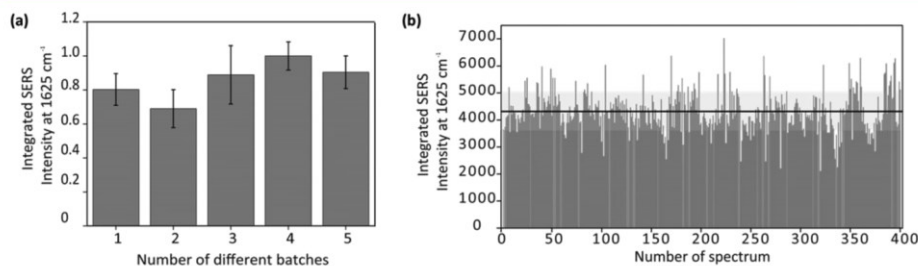 (a)
Integrated SERS
Intensity at 1625 cm⁻¹
1.2
1.0
0.8
0.6
0.4
0.2
0
1 2 3 4 5
Number of different batches
(b)
Integrated SERS
Intensity at 1625 cm⁻¹
7000
6000
5000
4000
3000
2000
1000
0
0 50 100 150 200 250 300 350 400
Number of spectrum